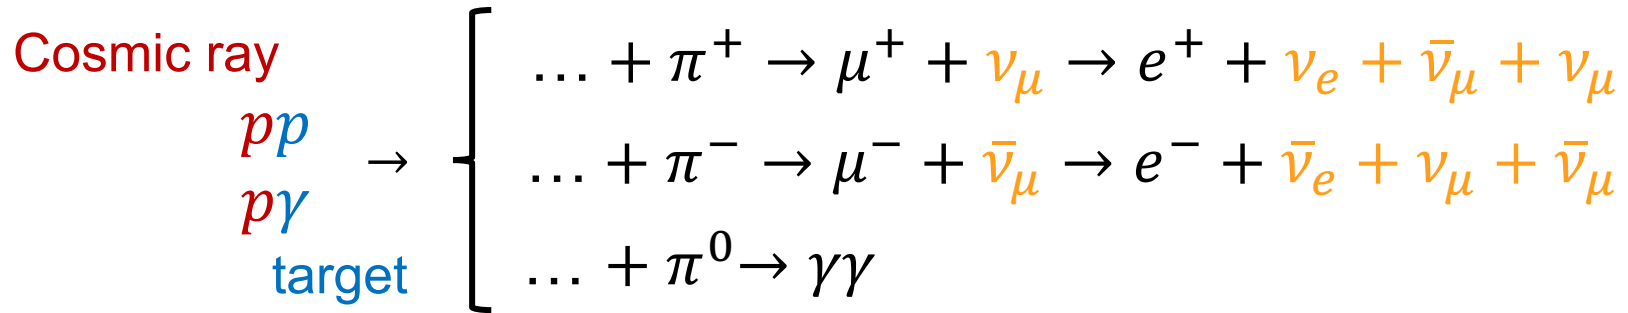 Cosmic ray
pp
pγ
target
→
… + π⁺ → μ⁺ + ν_μ → e⁺ + ν_e + ν̄_μ + ν_μ
… + π⁻ → μ⁻ + ν̄_μ → e⁻ + ν̄_e + ν_μ + ν̄_μ
… + π⁰ → γγ